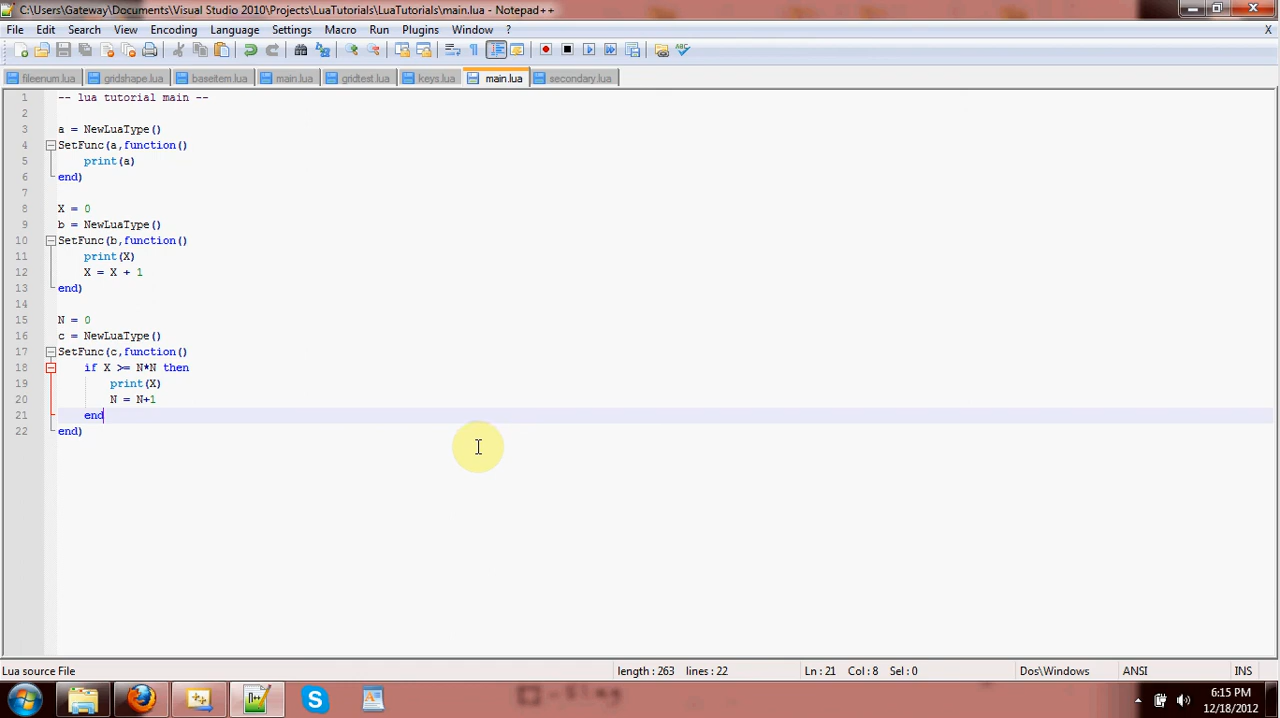 C:\Users\Gateway\Documents\Visual Studio 2010\Projects\LuaTutorials\LuaTutorials\main.lua - Notepad++
File Edit Search View Encoding Language Settings Macro Run Plugins Window ? X
fileenum.lua gridshape.lua baseitem.lua main.lua gridtest.lua keys.lua main.lua secondary.lua
1 -- lua tutorial main --
2
3 a = NewLuaType()
4 SetFunc(a,function()
5 print(a)
6 end)
7
8 X = 0
9 b = NewLuaType()
10 SetFunc(b,function()
11 print(X)
12 X = X + 1
13 end)
14
15 N = 0
16 c = NewLuaType()
17 SetFunc(c,function()
18 if X >= N*N then
19 print(X)
20 N = N+1
21 end
22 end)
Lua source File length : 263 lines : 22 Ln : 21 Col : 8 Sel : 0 Dos\Windows ANSI INS
6:15 PM
12/18/2012